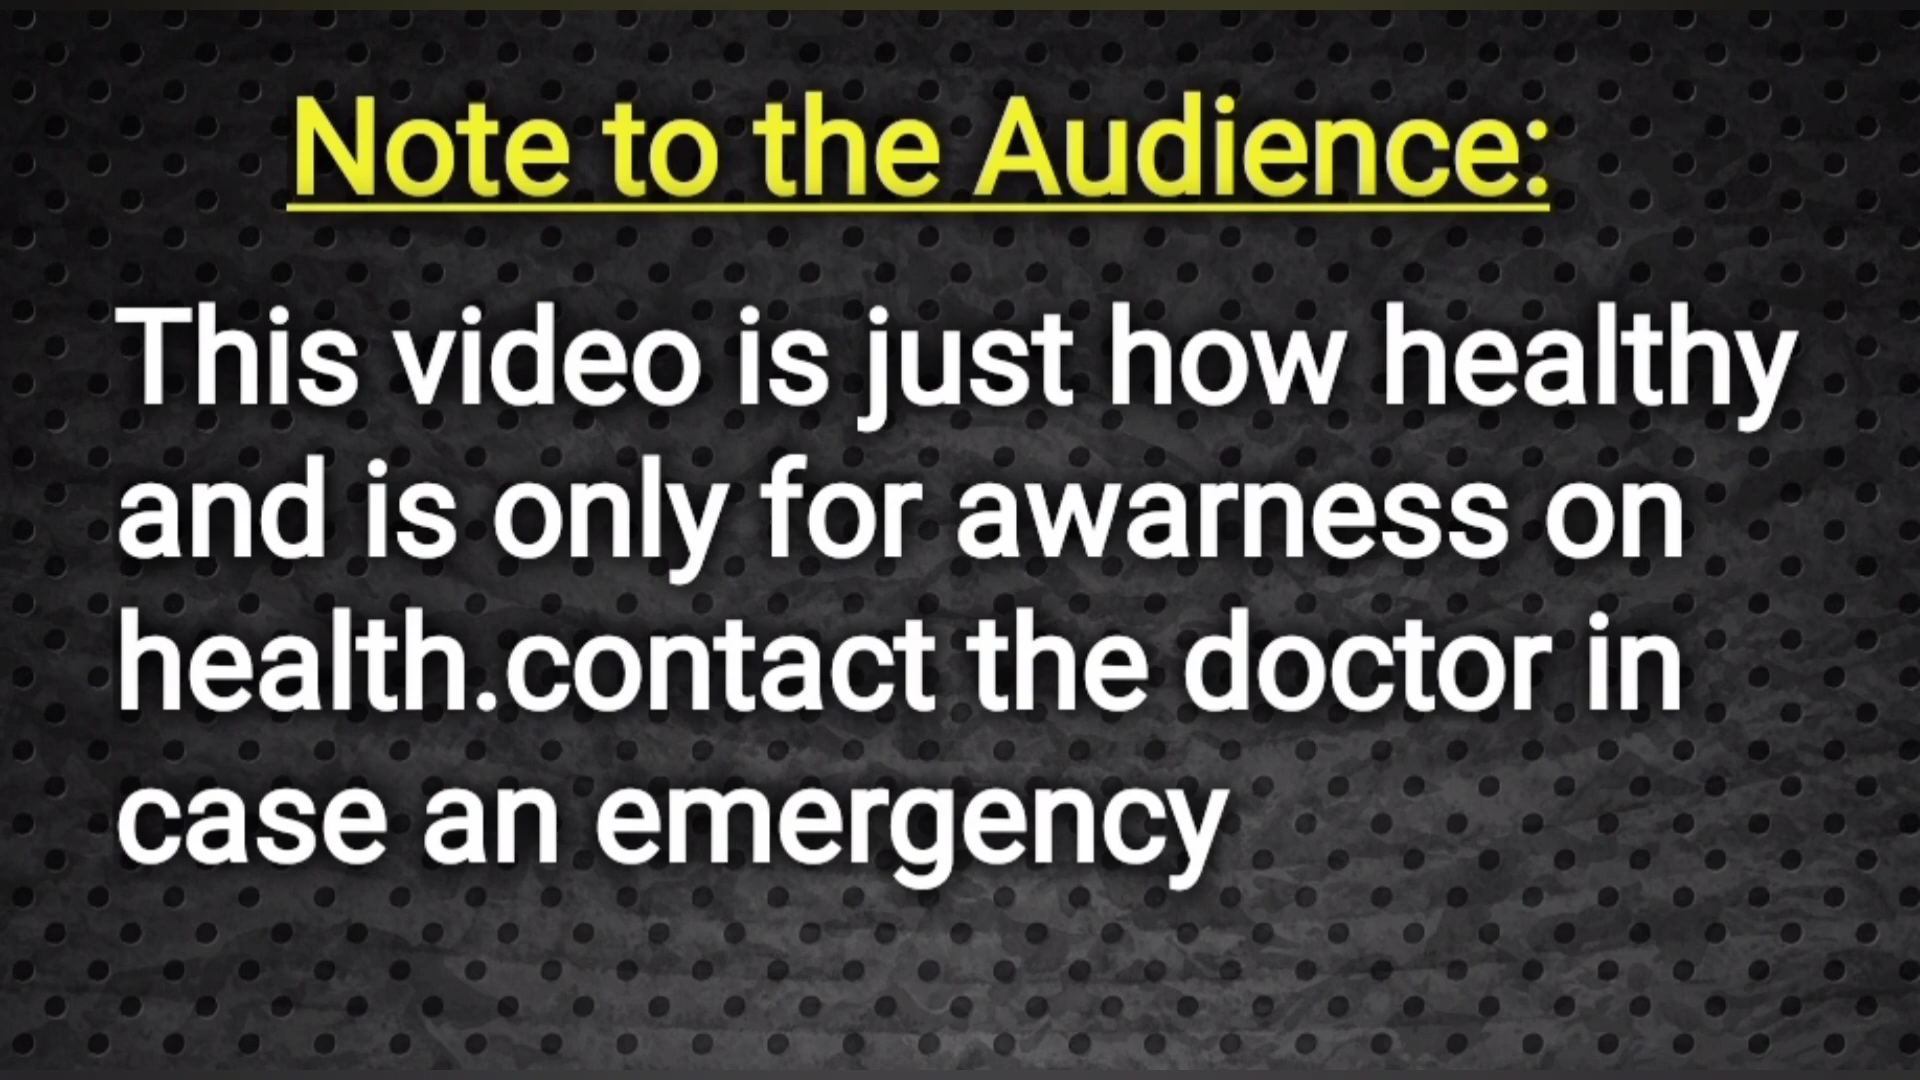 Note to the Audience:
This video is just how healthy
and is only for awarness on
health.contact the doctor in
case an emergency